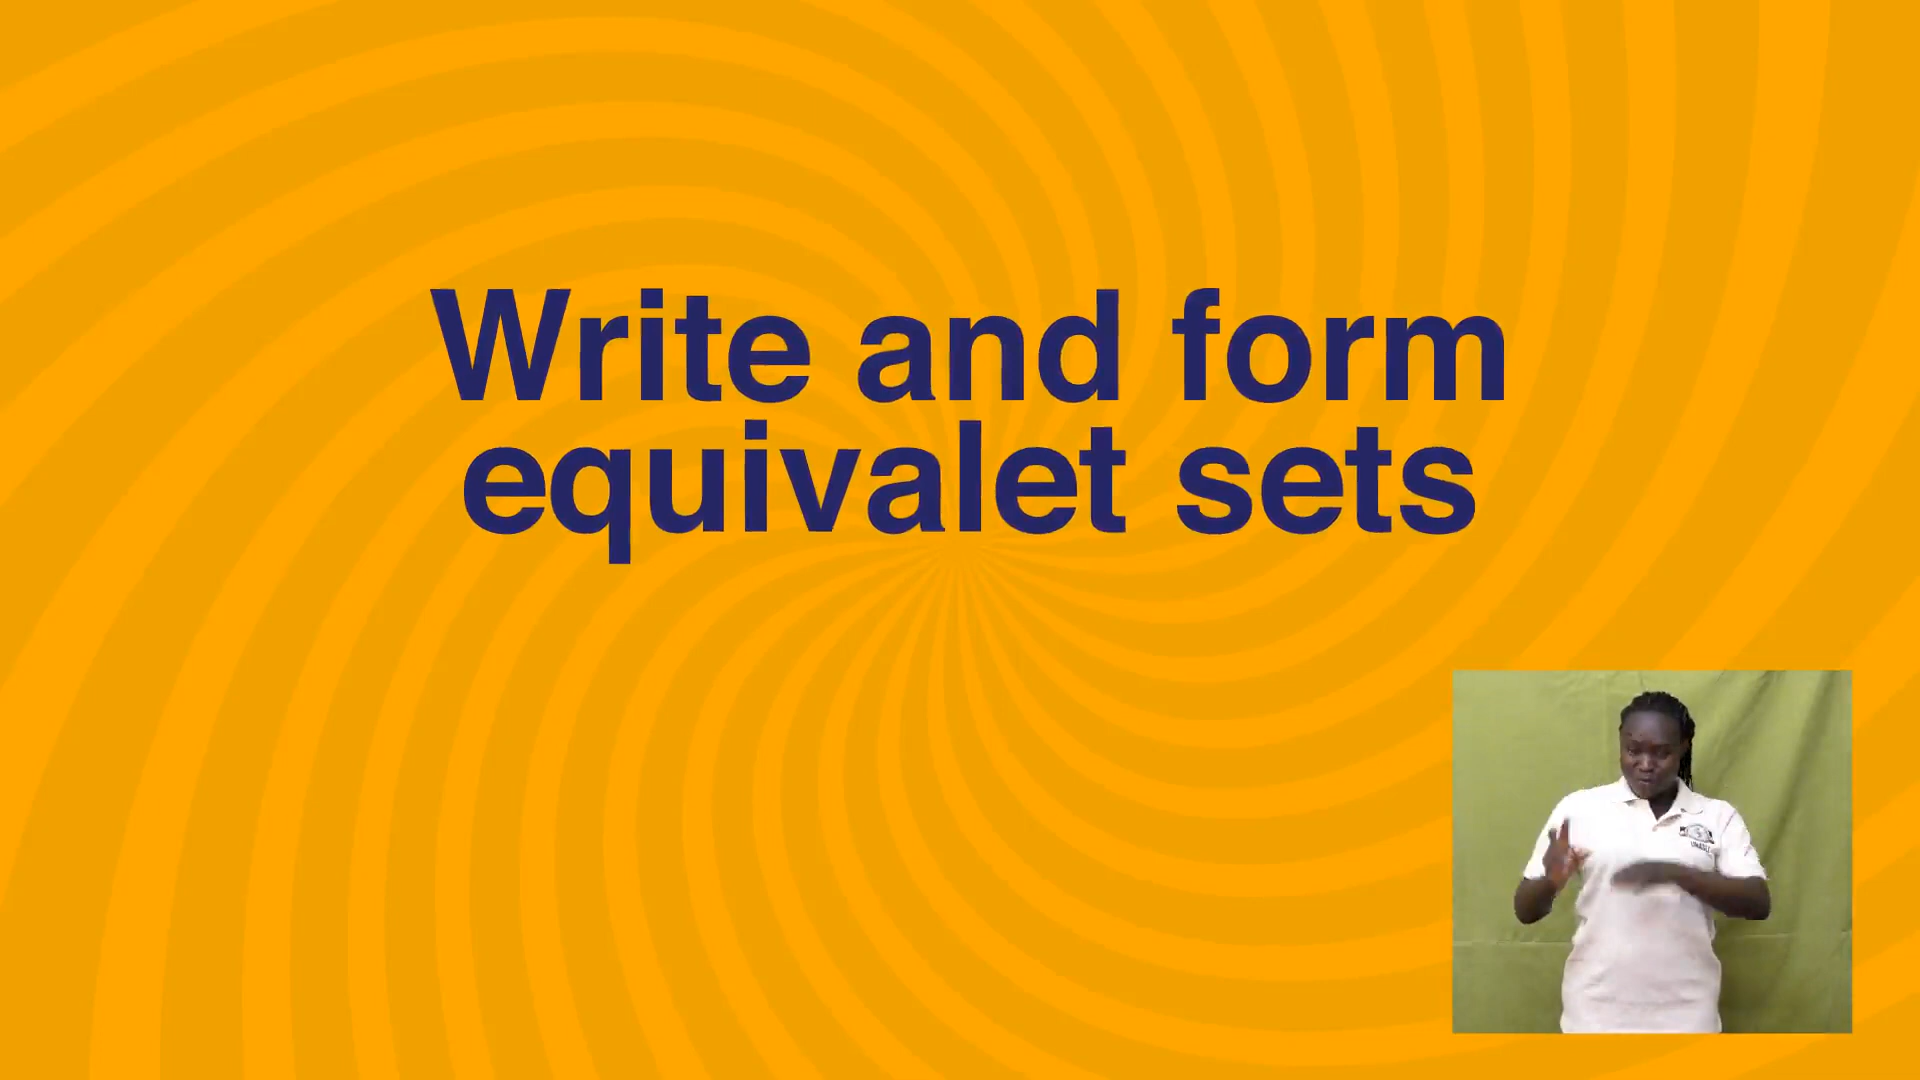 Write and form
equivalet sets